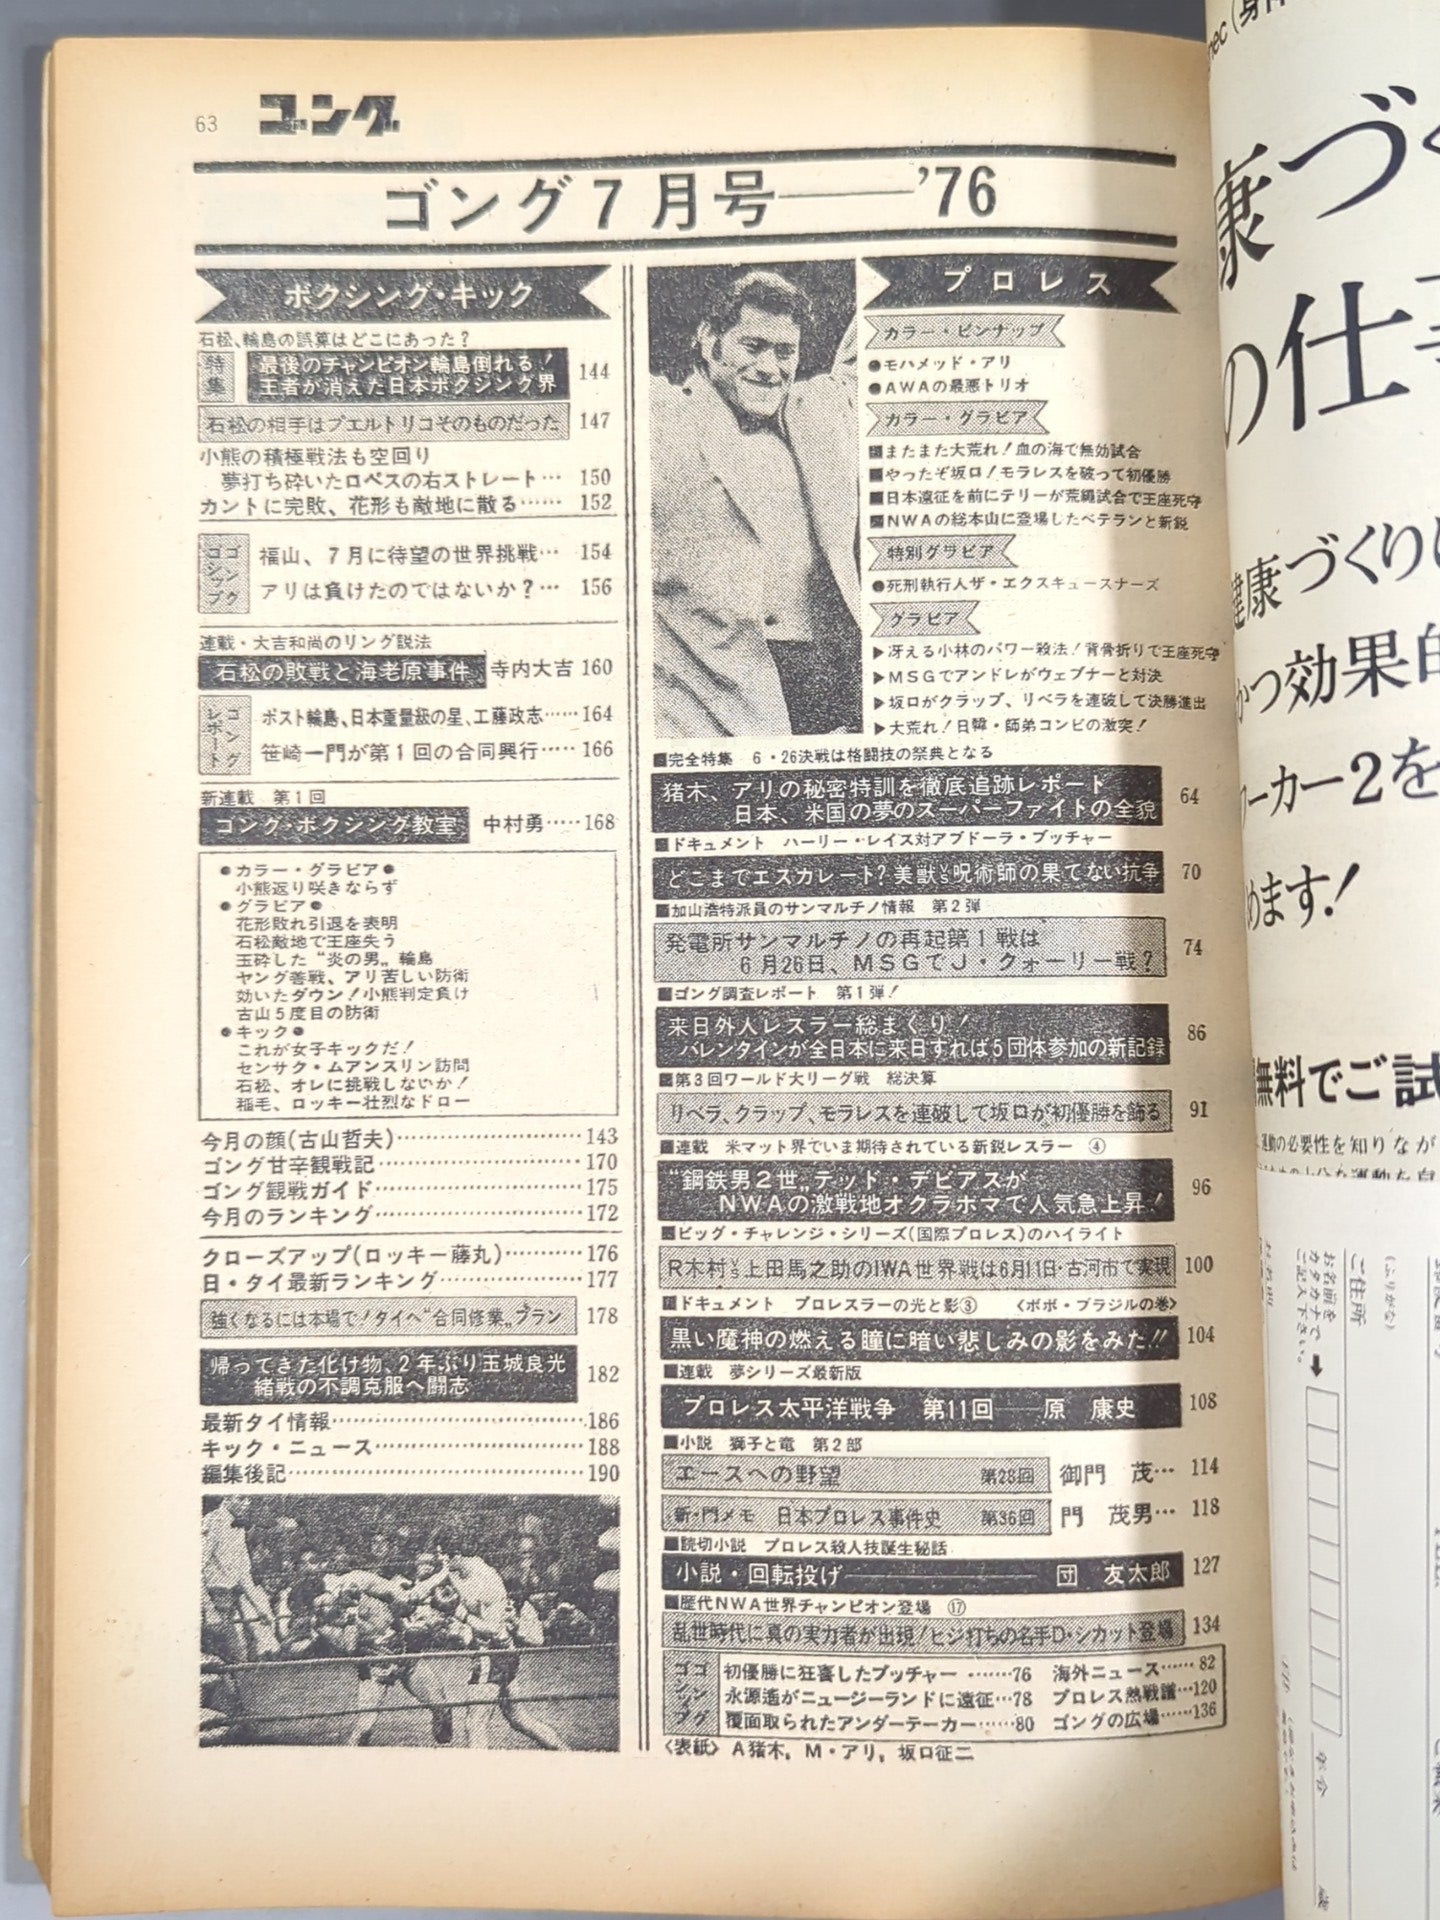 63
ゴング
ゴング7月号――'76
ボクシング・キック
石松、輪島の誤算はどこにあった?
特集
最後のチャンピオン輪島倒れる!
王者が消えた日本ボクシング界
144
石松の相手はプエルトリコそのものだった 147
小熊の積極戦法も空回り
夢打ち砕いたロペスの右ストレート… 150
カントに完敗、花形も敵地に散る…… 152
ゴングゴシップ
福山、7月に待望の世界挑戦… 154
アリは負けたのではないか?… 156
連載・大吉和尚のリング説法
石松の敗戦と海老原事件 寺内大吉 160
ゴングレポート
ポスト輪島、日本重量級の星、工藤政志…… 164
笹崎一門が第1回の合同興行…… 166
新連載 第1回
ゴング・ボクシング教室 中村勇……168
●カラー・グラビア●
小熊返り咲きならず
●グラビア●
花形敗れ引退を表明
石松敵地で王座失う
玉砕した“炎の男„輪島
ヤング善戦、アリ苦しい防衛
効いたダウン!小熊判定負け
古山5度目の防衛
●キック●
これが女子キックだ!
センサク・ムアンスリン訪問
石松、オレに挑戦しないか!
稲毛、ロッキー壮烈なドロー
今月の顔(古山哲夫)……………………143
ゴング甘辛観戦記……………………170
ゴング観戦ガイド……………………175
今月のランキング……………………172
クローズアップ(ロッキー藤丸)…………176
日・タイ最新ランキング………………177
強くなるには本場で!タイへ“合同修業„プラン 178
帰ってきた化け物、2年ぶり玉城良光
緒戦の不調克服へ闘志
182
最新タイ情報……………………………186
キック・ニュース………………………188
編集後記…………………………………190
プロレス
カラー・ピンナップ
●モハメッド・アリ
●AWAの最悪トリオ
カラー・グラビア
■またまた大荒れ!血の海で無効試合
■やったぞ坂口!モラレスを破って初優勝
■日本遠征を前にテリーが荒縄試合で王座死守
■NWAの総本山に登場したベテランと新鋭
特別グラビア
●死刑執行人ザ・エクスキュースナーズ
グラビア
▶冴える小林のパワー殺法!背骨折りで王座死守
▶MSGでアンドレがウェプナーと対決
▶坂口がクラップ、リベラを連破して決勝進出
▶大荒れ!日韓・師弟コンビの激突!
■完全特集 6・26決戦は格闘技の祭典となる
猪木、アリの秘密特訓を徹底追跡レポート
日本、米国の夢のスーパーファイトの全貌
64
■ドキュメント ハーリー・レイス対アブドーラ・ブッチャー
どこまでエスカレート?美獣VS呪術師の果てない抗争 70
■加山浩特派員のサンマルチノ情報 第2弾
発電所サンマルチノの再起第1戦は
6月26日、MSGでJ・クォーリー戦?
74
■ゴング調査レポート 第1弾!
来日外人レスラー総まくり!
バレンタインが全日本に来日すれば5団体参加の新記録
86
■第3回ワールド大リーグ戦 総決算
リベラ、クラップ、モラレスを連破して坂口が初優勝を飾る 91
■連載 米マット界でいま期待されている新鋭レスラー ④
“鋼鉄男2世„テッド・デビアスが
NWAの激戦地オクラホマで人気急上昇!
96
■ビッグ・チャレンジ・シリーズ(国際プロレス)のハイライト
R木村VS上田馬之助のIWA世界戦は6月11日・古河市で実現 100
■ドキュメント プロレスラーの光と影③ 〈ボボ・ブラジルの巻〉
黒い魔神の燃える瞳に暗い悲しみの影をみた!! 104
■連載 夢シリーズ最新版
プロレス太平洋戦争 第11回――原 康史 108
■小説 獅子と竜 第2部
エースへの野望 第28回 御門 茂… 114
新・門メモ 日本プロレス事件史 第36回 門 茂男… 118
■読切小説 プロレス殺人技誕生秘話
小説・回転投げ――団 友太郎 127
■歴代NWA世界チャンピオン登場 ⑰
乱世時代に真の実力者が出現!ヒジ打ちの名手D・シカット登場 134
ゴングゴシップ
初優勝に狂喜したブッチャー ……76 海外ニュース……82
永源遙がニュージーランドに遠征…78 プロレス熱戦譜…120
覆面取られたアンダーテーカー……80 ゴングの広場……136
〈表紙〉A猪木，M・アリ，坂口征二
康づく
の仕
健康づくり
かつ効果的
ーカー2を
めます!
無料でご試
運動の必要性を知りなが
お名前を
カタカナで
ご記入下さい。
(ふりがな)
ご住所